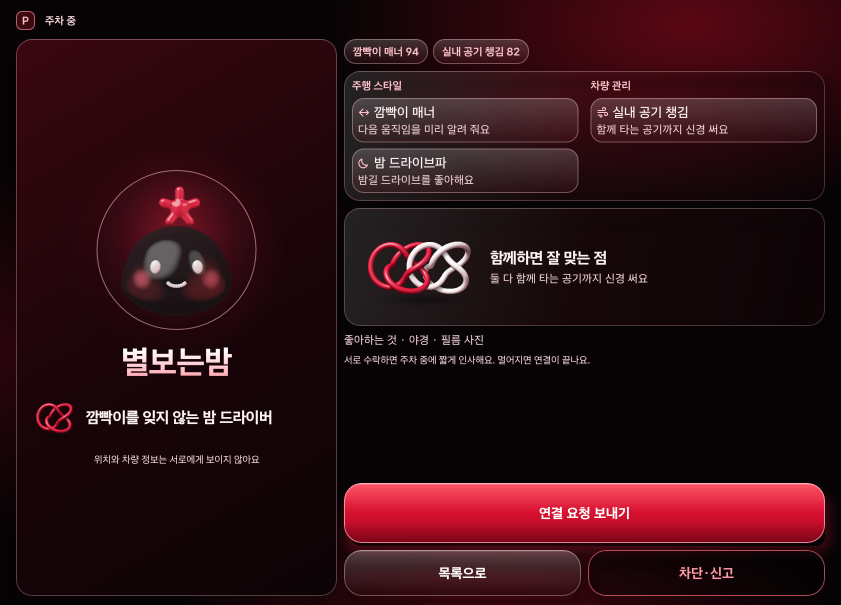 P 주차 중
별보는밤
깜빡이를 잊지 않는 밤 드라이버
위치와 차량 정보는 서로에게 보이지 않아요
깜빡이 매너 94
실내 공기 챙김 82
주행 스타일
깜빡이 매너
다음 움직임을 미리 알려 줘요
밤 드라이브파
밤길 드라이브를 좋아해요
차량 관리
실내 공기 챙김
함께 타는 공기까지 신경 써요
함께하면 잘 맞는 점
둘 다 함께 타는 공기까지 신경 써요
좋아하는 것 · 야경 · 필름 사진
서로 수락하면 주차 중에 짧게 인사해요. 멀어지면 연결이 끝나요.
연결 요청 보내기
목록으로
차단·신고